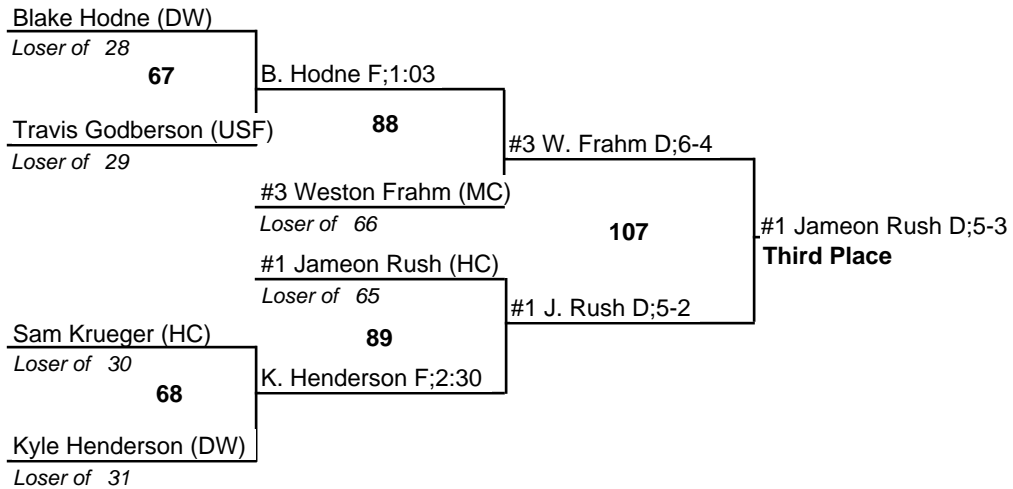 Blake Hodne (DW)
Loser of 28
67
B. Hodne F;1:03
88
Travis Godberson (USF)
Loser of 29
#3 W. Frahm D;6-4
#3 Weston Frahm (MC)
Loser of 66
107
#1 Jameon Rush D;5-3
Third Place
#1 Jameon Rush (HC)
Loser of 65
#1 J. Rush D;5-2
Sam Krueger (HC)
Loser of 30
89
68
K. Henderson F;2:30
Kyle Henderson (DW)
Loser of 31